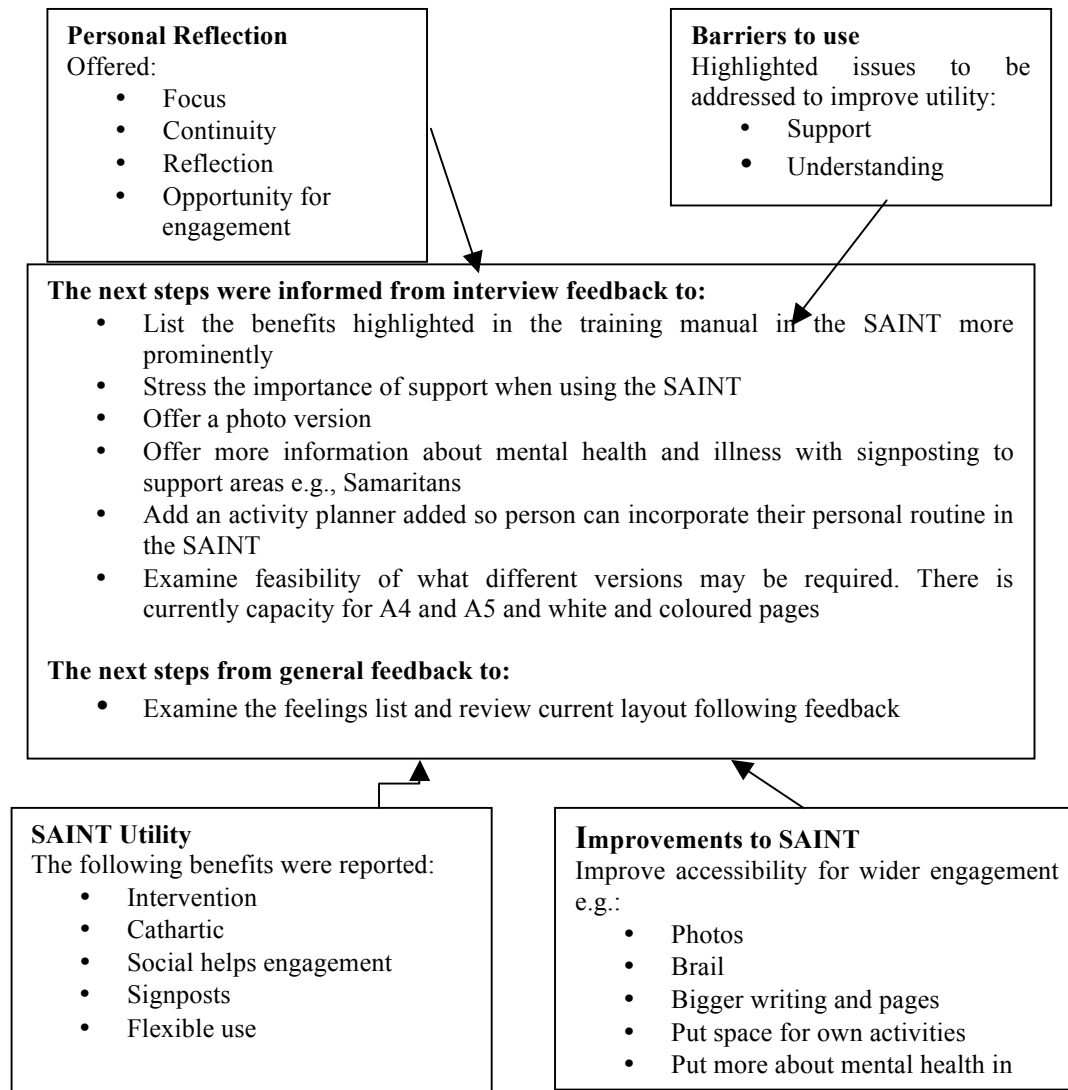 Personal Reflection
Offered:
• Focus
• Continuity
• Reflection
• Opportunity for
engagement
Barriers to use
Highlighted issues to be
addressed to improve utility:
• Support
• Understanding
The next steps were informed from interview feedback to:
• List the benefits highlighted in the training manual in the SAINT more
prominently
• Stress the importance of support when using the SAINT
• Offer a photo version
• Offer more information about mental health and illness with signposting to
support areas e.g., Samaritans
• Add an activity planner added so person can incorporate their personal routine in
the SAINT
• Examine feasibility of what different versions may be required. There is
currently capacity for A4 and A5 and white and coloured pages
The next steps from general feedback to:
• Examine the feelings list and review current layout following feedback
SAINT Utility
The following benefits were reported:
• Intervention
• Cathartic
• Social helps engagement
• Signposts
• Flexible use
Improvements to SAINT
Improve accessibility for wider engagement
e.g.:
• Photos
• Brail
• Bigger writing and pages
• Put space for own activities
• Put more about mental health in